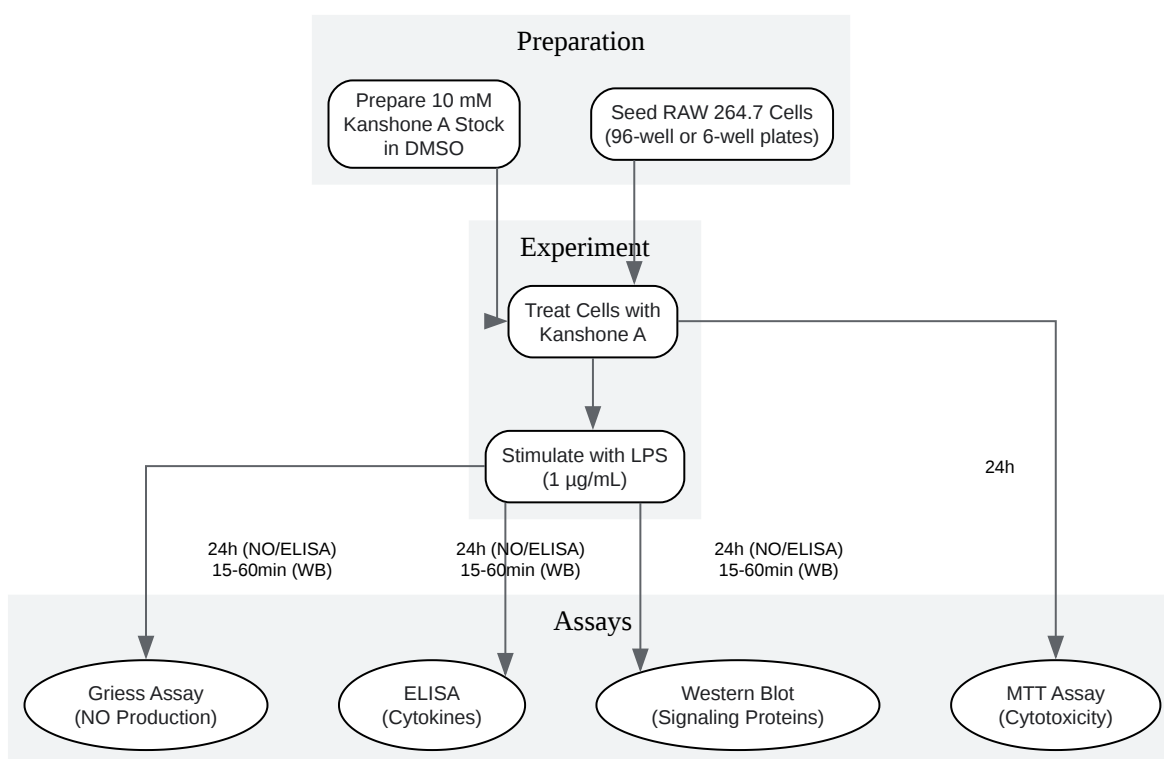 Preparation
Prepare 10 mM
Kanshone A Stock
in DMSO
Seed RAW 264.7 Cells
(96-well or 6-well plates)
Experiment
Treat Cells with
Kanshone A
Stimulate with LPS
(1 µg/mL)
24h
24h (NO/ELISA)
15-60min (WB)
24h (NO/ELISA)
15-60min (WB)
24h (NO/ELISA)
15-60min (WB)
Assays
Griess Assay
(NO Production)
ELISA
(Cytokines)
Western Blot
(Signaling Proteins)
MTT Assay
(Cytotoxicity)